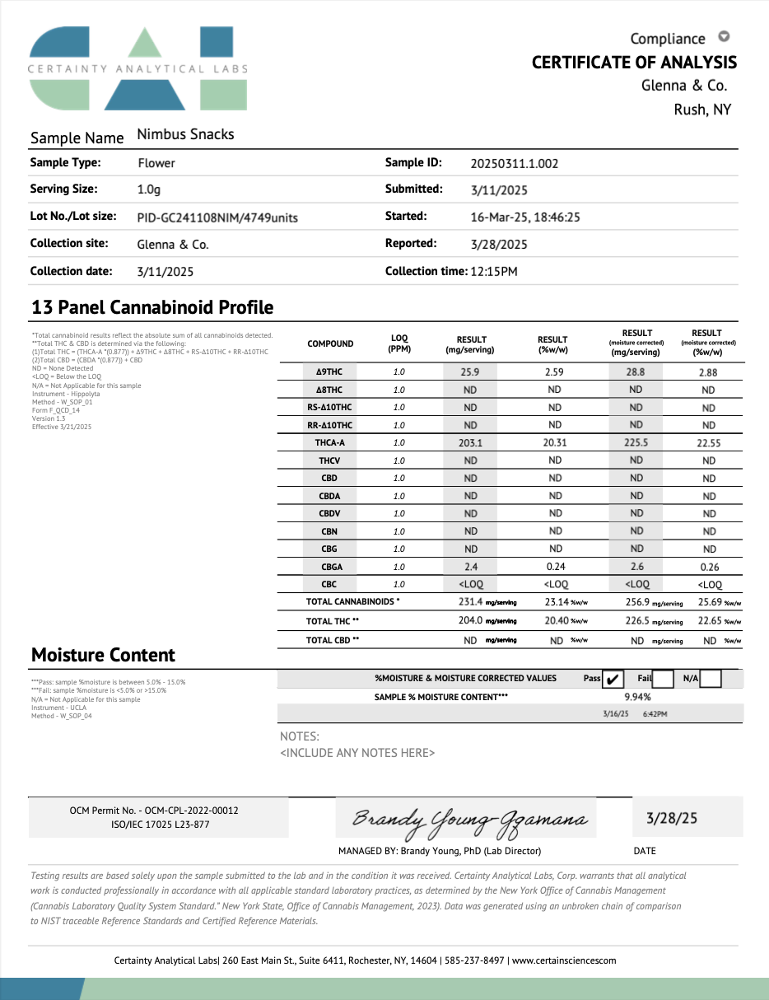 CERTAINTY ANALYTICAL LABS
Compliance
CERTIFICATE OF ANALYSIS
Glenna & Co.
Rush, NY
Sample Name Nimbus Snacks
Sample Type: Flower Sample ID: 20250311.1.002
Serving Size: 1.0g Submitted: 3/11/2025
Lot No./Lot size: PID-GC241108NIM/4749units Started: 16-Mar-25, 18:46:25
Collection site: Glenna & Co. Reported: 3/28/2025
Collection date: 3/11/2025 Collection time: 12:15PM
13 Panel Cannabinoid Profile
*Total cannabinoid results reflect the absolute sum of all cannabinoids detected.
**Total THC & CBD is determined via the following:
(1)Total THC = (THCA-A *(0.877)) + Δ9THC + Δ8THC + RS-Δ10THC + RR-Δ10THC
(2)Total CBD = (CBDA *(0.877)) + CBD
ND = None Detected
<LOQ = Below the LOQ
N/A = Not Applicable for this sample
Instrument - Hippolyta
Method - W_SOP_01
Form F_QCD_14
Version 1.3
Effective 3/21/2025
COMPOUND LOQ (PPM) RESULT (mg/serving) RESULT (%w/w) RESULT (moisture corrected) (mg/serving) RESULT (moisture corrected) (%w/w)
Δ9THC 1.0 25.9 2.59 28.8 2.88
Δ8THC 1.0 ND ND ND ND
RS-Δ10THC 1.0 ND ND ND ND
RR-Δ10THC 1.0 ND ND ND ND
THCA-A 1.0 203.1 20.31 225.5 22.55
THCV 1.0 ND ND ND ND
CBD 1.0 ND ND ND ND
CBDA 1.0 ND ND ND ND
CBDV 1.0 ND ND ND ND
CBN 1.0 ND ND ND ND
CBG 1.0 ND ND ND ND
CBGA 1.0 2.4 0.24 2.6 0.26
CBC 1.0 <LOQ <LOQ <LOQ <LOQ
TOTAL CANNABINOIDS * 231.4 mg/serving 23.14 %w/w 256.9 mg/serving 25.69 %w/w
TOTAL THC ** 204.0 mg/serving 20.40 %w/w 226.5 mg/serving 22.65 %w/w
TOTAL CBD ** ND mg/serving ND %w/w ND mg/serving ND %w/w
Moisture Content
***Pass: sample %moisture is between 5.0% - 15.0%
***Fail: sample %moisture is <5.0% or >15.0%
N/A = Not Applicable for this sample
Instrument - UCLA
Method - W_SOP_04
%MOISTURE & MOISTURE CORRECTED VALUES Pass ✔ Fail N/A
SAMPLE % MOISTURE CONTENT*** 9.94%
3/16/25 6:42PM
NOTES:
<INCLUDE ANY NOTES HERE>
OCM Permit No. - OCM-CPL-2022-00012
ISO/IEC 17025 L23-877
Brandy Young-Gqamana
3/28/25
MANAGED BY: Brandy Young, PhD (Lab Director)
DATE
Testing results are based solely upon the sample submitted to the lab and in the condition it was received. Certainty Analytical Labs, Corp. warrants that all analytical
work is conducted professionally in accordance with all applicable standard laboratory practices, as determined by the New York Office of Cannabis Management
(Cannabis Laboratory Quality System Standard." New York State, Office of Cannabis Management, 2023). Data was generated using an unbroken chain of comparison
to NIST traceable Reference Standards and Certified Reference Materials.
Certainty Analytical Labs| 260 East Main St., Suite 6411, Rochester, NY, 14604 | 585-237-8497 | www.certainsciencescom